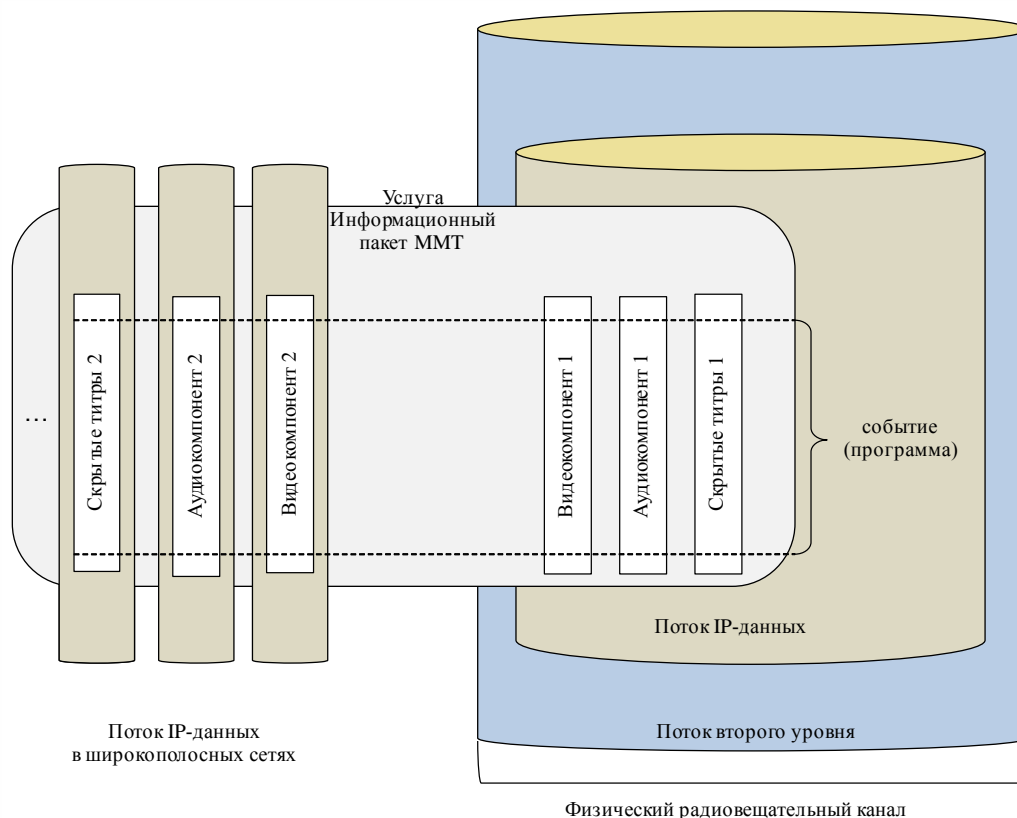 Услуга
Информационный
пакет ММТ
…
Скрытые титры 2
Аудиокомпонент 2
Видеокомпонент 2
Видеокомпонент 1
Аудиокомпонент 1
Скрытые титры 1
событие
(программа)
Поток IP-данных
Поток IP-данных
в широкополосных сетях
Поток второго уровня
Физический радиовещательный канал